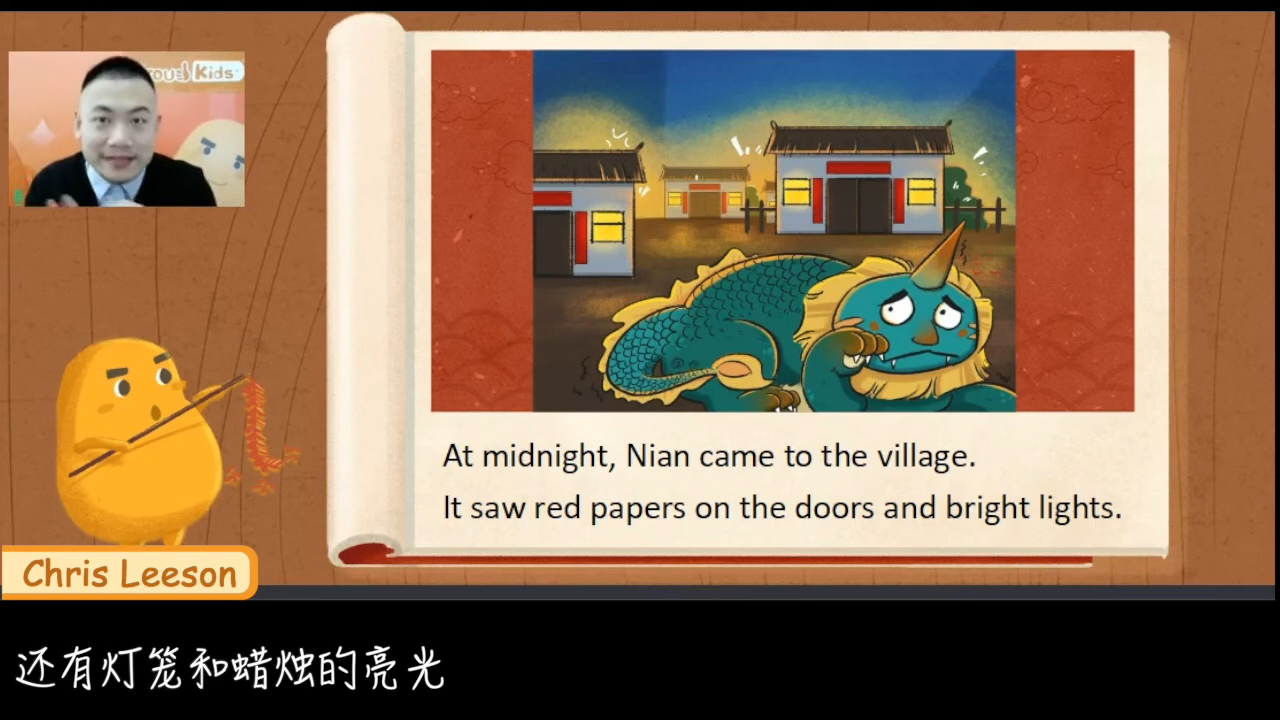 Kids
At midnight, Nian came to the village.
It saw red papers on the doors and bright lights.
Chris Leeson
还有灯笼和蜡烛的亮光